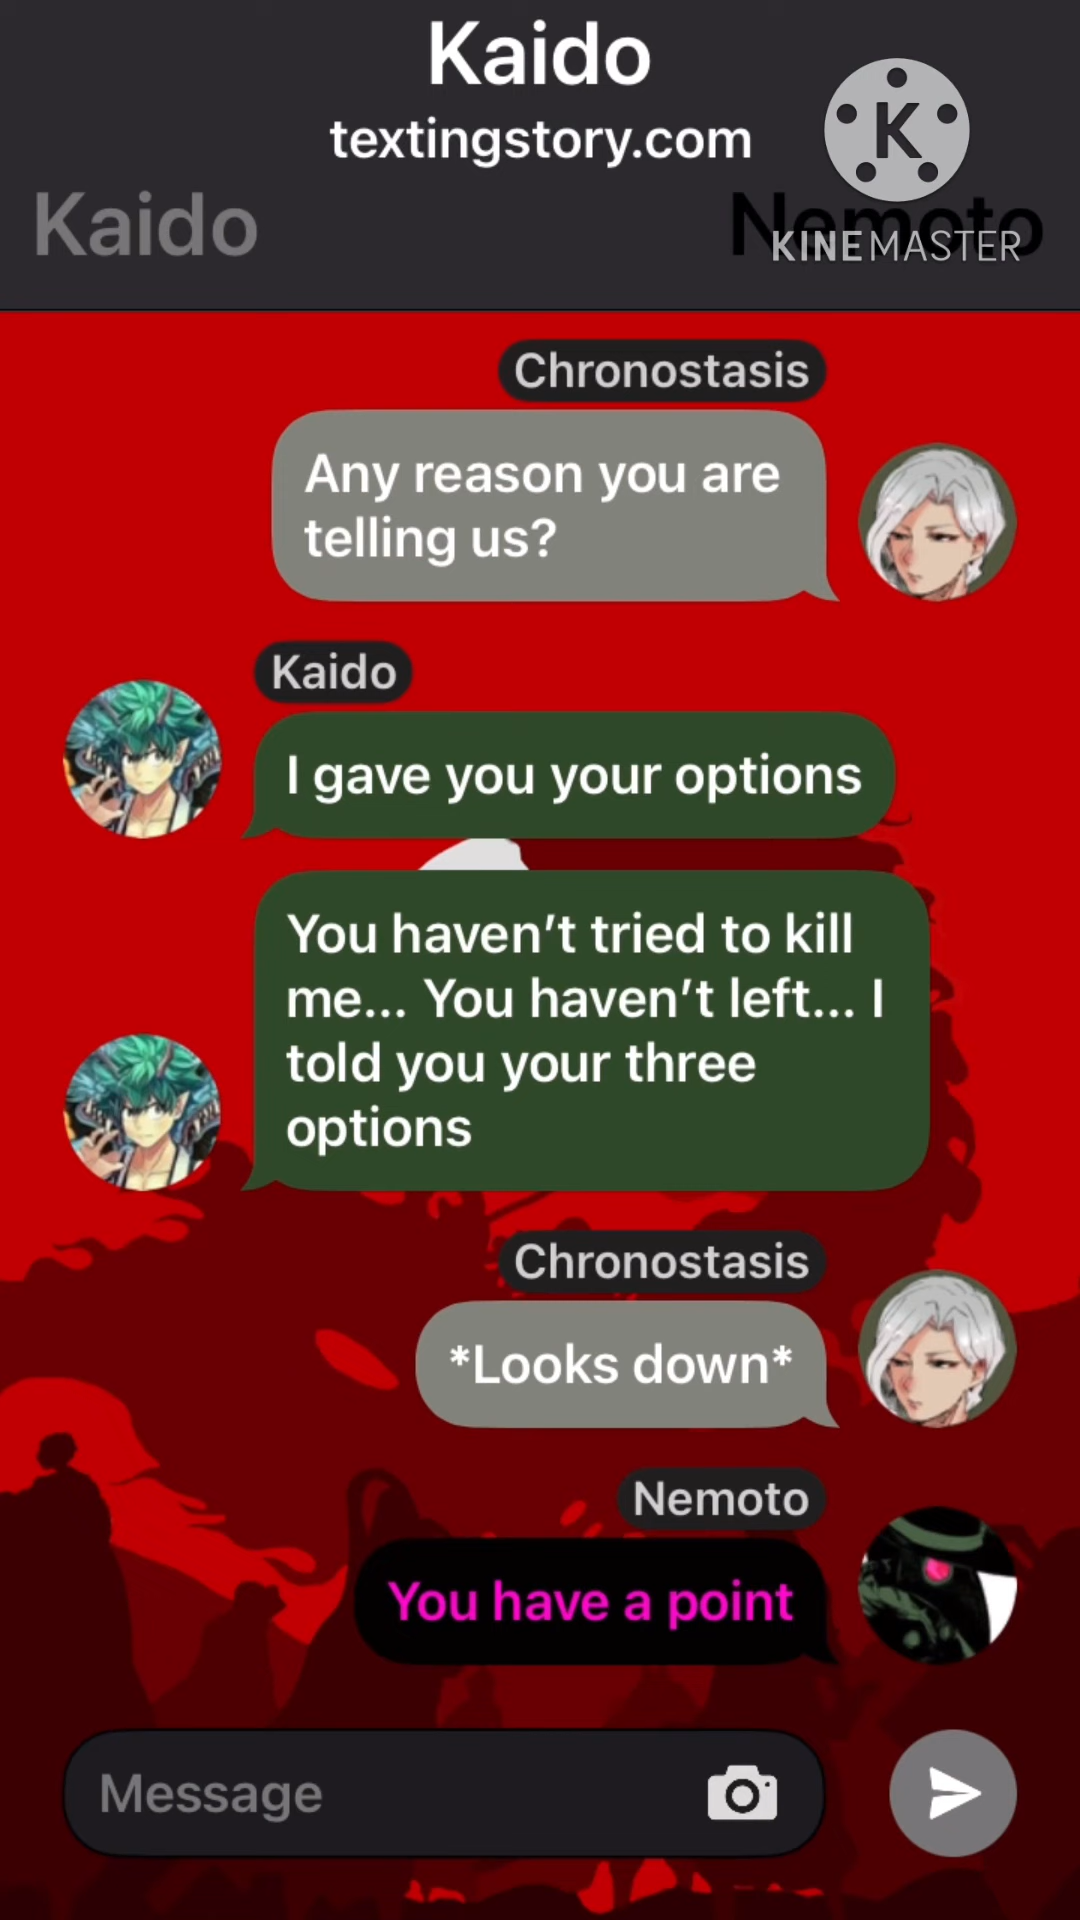 Kaido
textingstory.com
K
Kaido
Nemoto
KINEMASTER
Chronostasis
Any reason you are
telling us?
Kaido
I gave you your options
You haven’t tried to kill
me... You haven’t left... I
told you your three
options
Chronostasis
*Looks down*
Nemoto
You have a point
Message